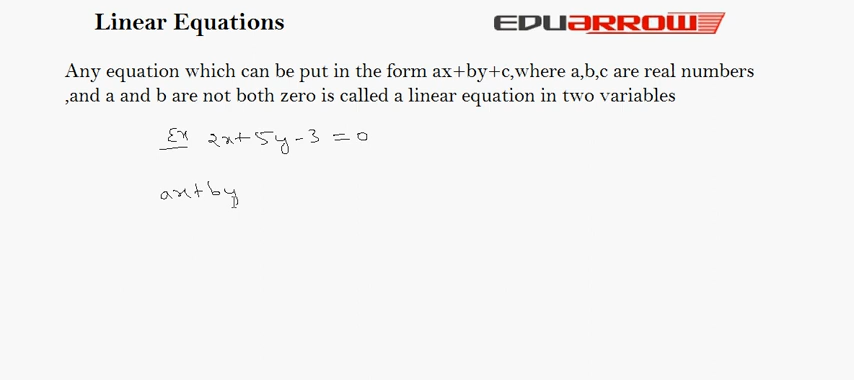 Linear Equations
EDUARROW
Any equation which can be put in the form ax+by+c,where a,b,c are real numbers
,and a and b are not both zero is called a linear equation in two variables
Ex 2x+5y-3=0
ax+by